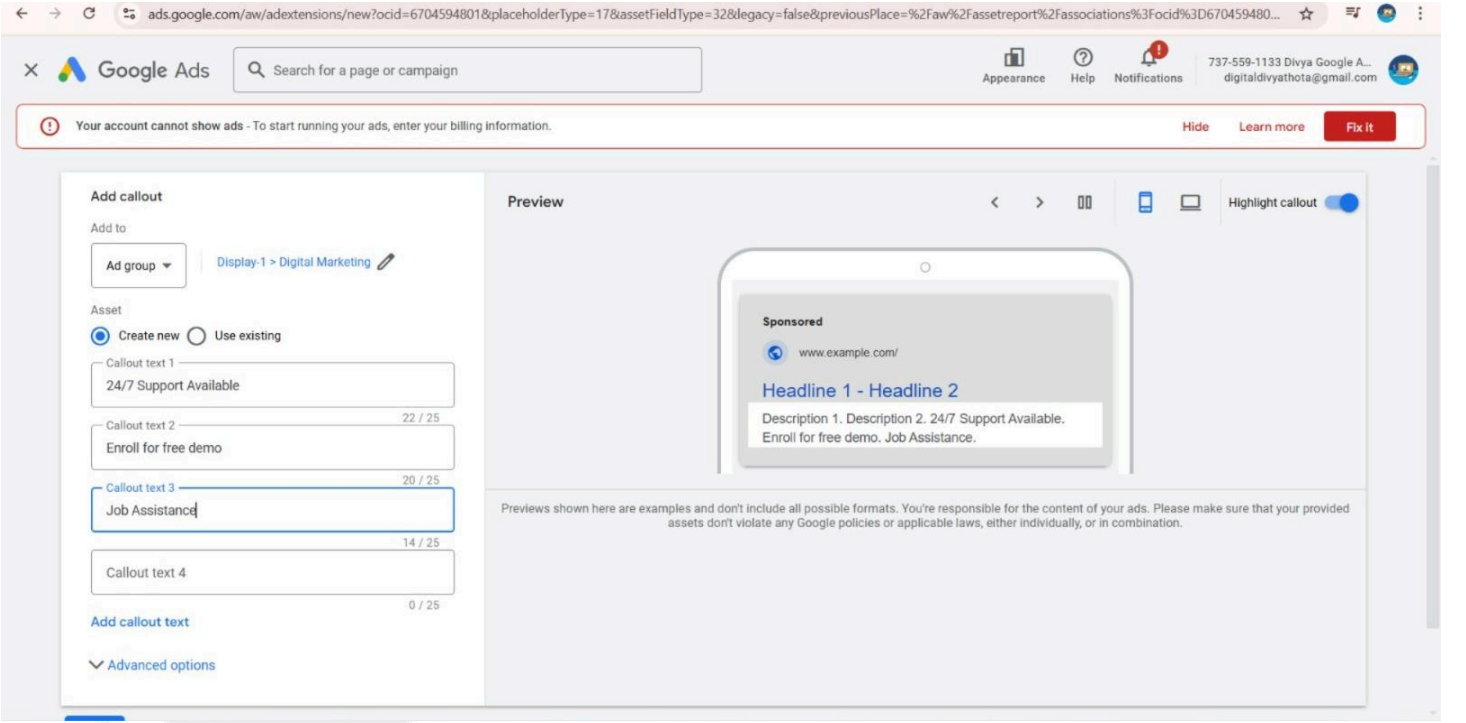 ads.google.com/aw/adextensions/new?ocid=6704594801&placeholderType=17&assetFieldType=32&legacy=false&previousPlace=%2Faw%2Fassetreport%2Fassociations%3Focid%3D670459480...
Google Ads
Search for a page or campaign
Appearance
Help
Notifications
737-559-1133 Divya Google A...
digitaldivyathota@gmail.com
Your account cannot show ads - To start running your ads, enter your billing information.
Hide
Learn more
Fix it
Add callout
Add to
Ad group
Display-1 > Digital Marketing
Asset
Create new
Use existing
Callout text 1
24/7 Support Available
22 / 25
Callout text 2
Enroll for free demo
20 / 25
Callout text 3
Job Assistance
14 / 25
Callout text 4
0 / 25
Add callout text
Advanced options
Preview
Highlight callout
Sponsored
www.example.com/
Headline 1 - Headline 2
Description 1. Description 2. 24/7 Support Available.
Enroll for free demo. Job Assistance.
Previews shown here are examples and don't include all possible formats. You're responsible for the content of your ads. Please make sure that your provided
assets don't violate any Google policies or applicable laws, either individually, or in combination.